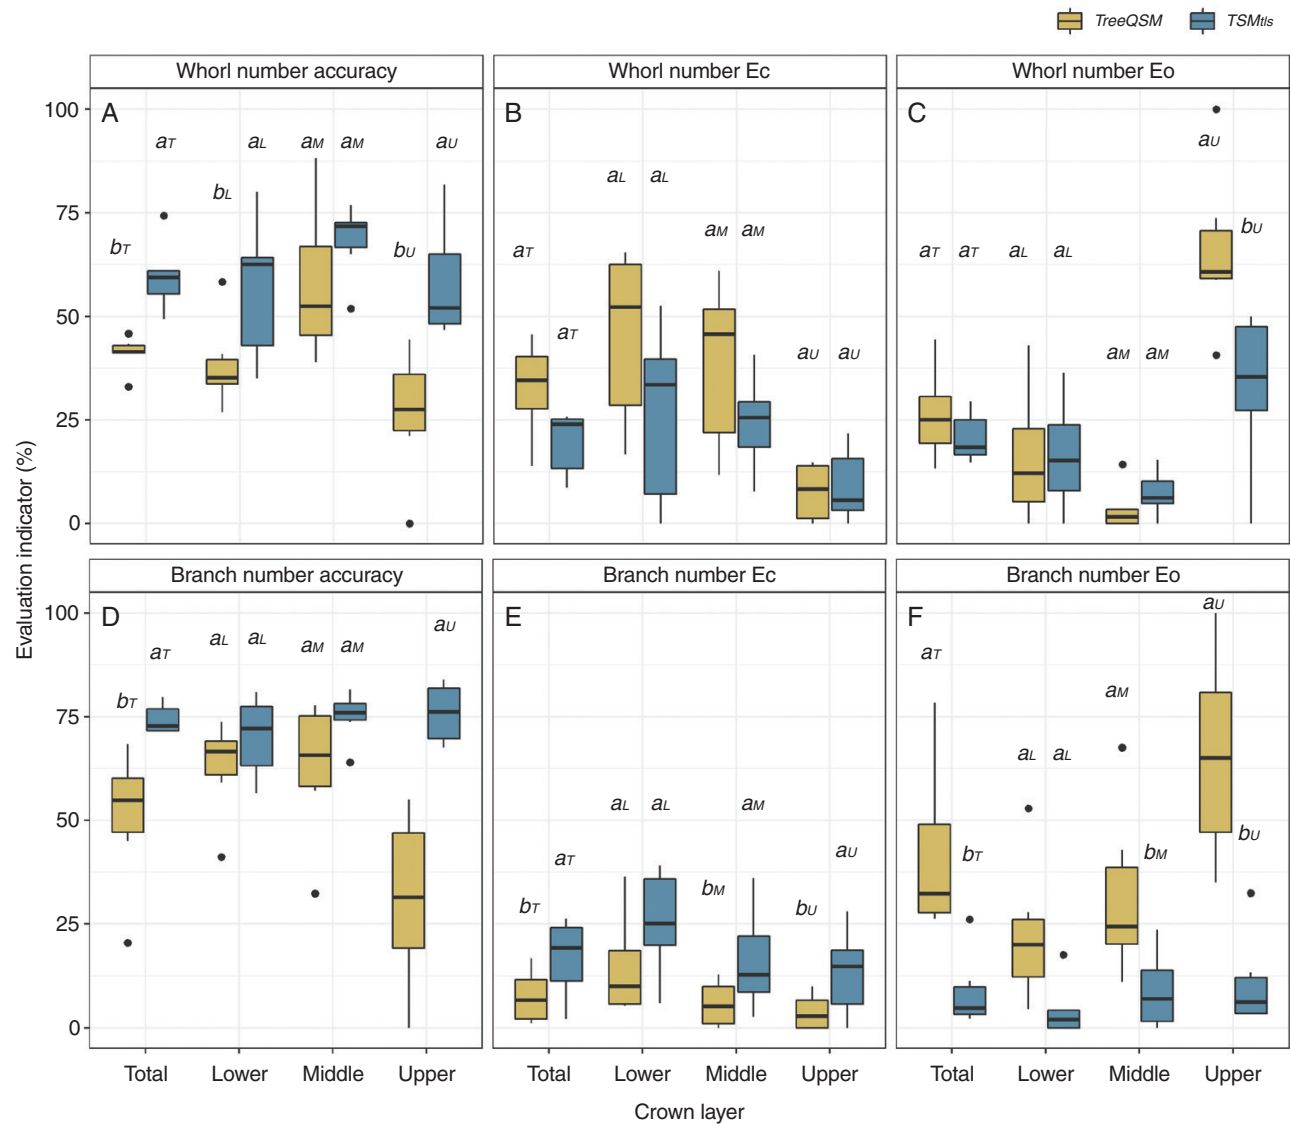 TreeQSM TSMtls
Whorl number accuracy Whorl number Ec Whorl number Eo
A B C
100
75
50
25
0
aT aL aM aM aU
bL
bT bU
aL aL
aM aM
aT
aT
aU aU
aU
bU
aT aT aL aL
aM aM
Evaluation indicator (%)
Branch number accuracy Branch number Ec Branch number Eo
D E F
100
75
50
25
0
aU
aL aL aM aM
aT
bT
aL aL aM
aT aU
bM
bT bU
aU
aT
aM
aL aL
bU
bT bM
Total Lower Middle Upper Total Lower Middle Upper Total Lower Middle Upper
Crown layer